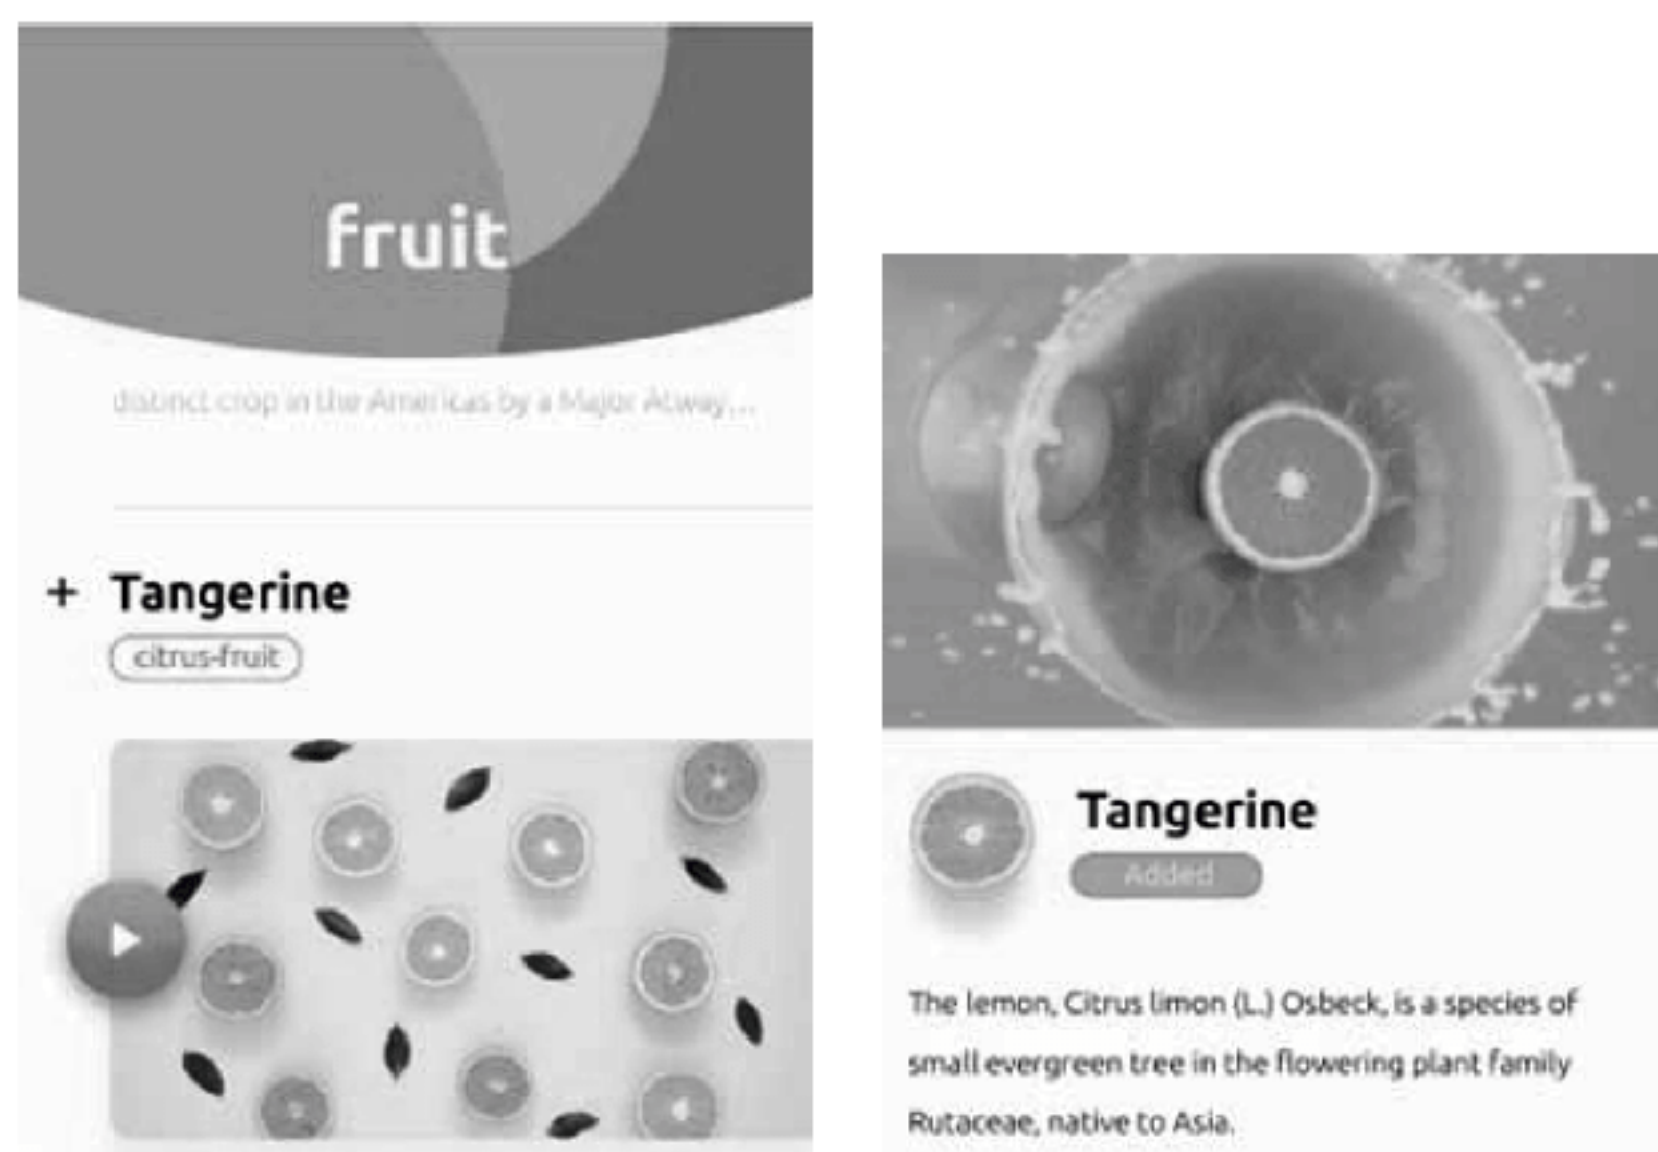 fruit
distinct crop in the Americas by a Major Atway...
+ Tangerine
citrus-fruit
Tangerine
Added
The lemon, Citrus limon (L.) Osbeck, is a species of
small evergreen tree in the flowering plant family
Rutaceae, native to Asia.